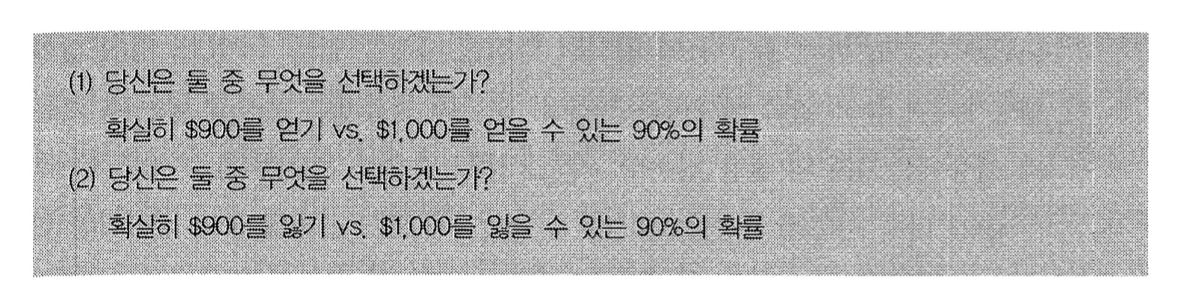 (1) 당신은 둘 중 무엇을 선택하겠는가?
확실히 $900를 얻기 vs. $1,000를 얻을 수 있는 90%의 확률
(2) 당신은 둘 중 무엇을 선택하겠는가?
확실히 $900를 잃기 vs. $1,000를 잃을 수 있는 90%의 확률